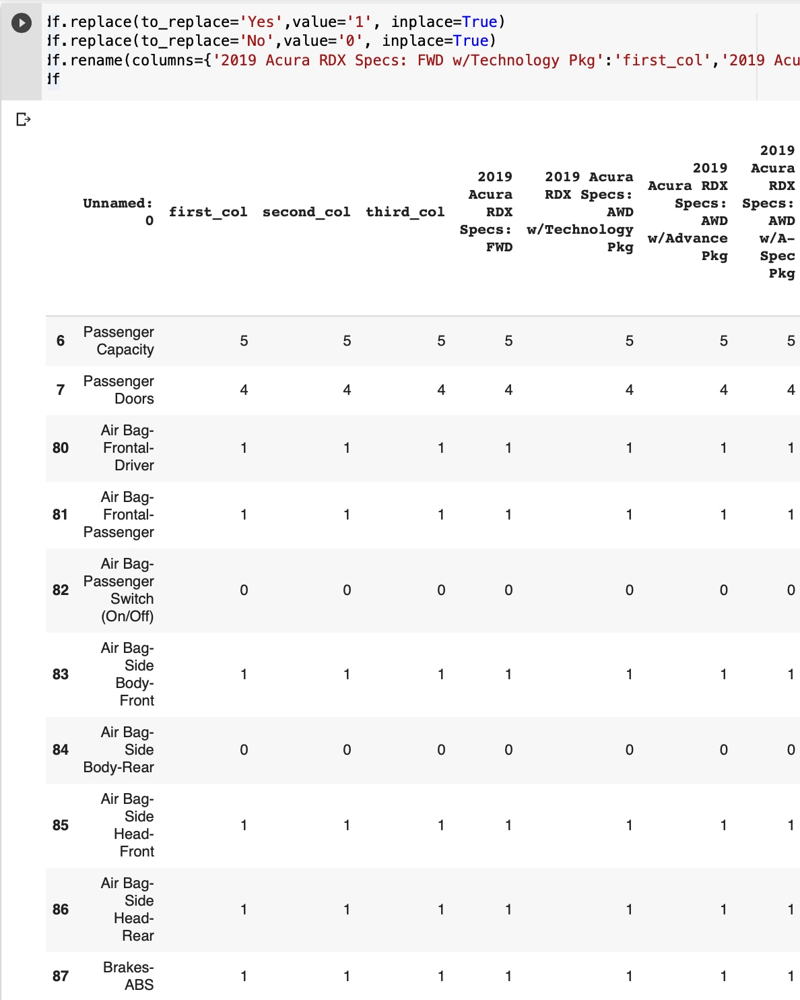 df.replace(to_replace='Yes',value='1', inplace=True)
df.replace(to_replace='No',value='0', inplace=True)
df.rename(columns={'2019 Acura RDX Specs: FWD w/Technology Pkg':'first_col','2019 Acu
df
Unnamed: 0 first_col second_col third_col 2019 Acura RDX Specs: FWD 2019 Acura RDX Specs: AWD w/Technology Pkg 2019 Acura RDX Specs: AWD w/Advance Pkg 2019 Acura RDX Specs: AWD w/A-Spec Pkg
6 Passenger Capacity 5 5 5 5 5 5 5
7 Passenger Doors 4 4 4 4 4 4 4
80 Air Bag-Frontal-Driver 1 1 1 1 1 1 1
81 Air Bag-Frontal-Passenger 1 1 1 1 1 1 1
82 Air Bag-Passenger Switch (On/Off) 0 0 0 0 0 0 0
83 Air Bag-Side Body-Front 1 1 1 1 1 1 1
84 Air Bag-Side Body-Rear 0 0 0 0 0 0 0
85 Air Bag-Side Head-Front 1 1 1 1 1 1 1
86 Air Bag-Side Head-Rear 1 1 1 1 1 1 1
87 Brakes-ABS 1 1 1 1 1 1 1